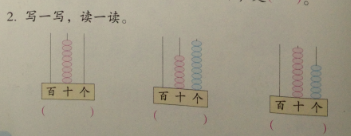 2. 写一写，读一读。
百 十 个 百 十 个 百 十 个
( ) ( ) ( )